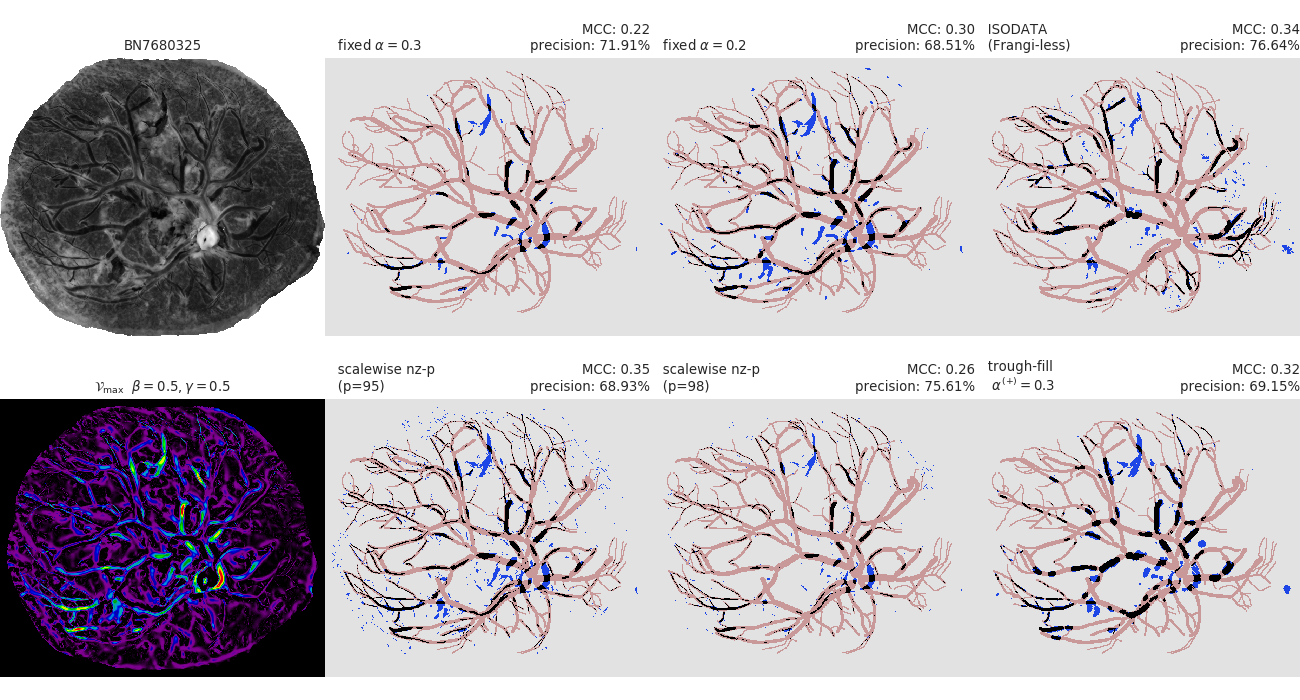 BN7680325
fixed α = 0.3
MCC: 0.22
precision: 71.91%
fixed α = 0.2
MCC: 0.30
precision: 68.51%
ISODATA
(Frangi-less)
MCC: 0.34
precision: 76.64%
𝒱max β = 0.5, γ = 0.5
scalewise nz-p
(p=95)
MCC: 0.35
precision: 68.93%
scalewise nz-p
(p=98)
MCC: 0.26
precision: 75.61%
trough-fill
α(+) = 0.3
MCC: 0.32
precision: 69.15%